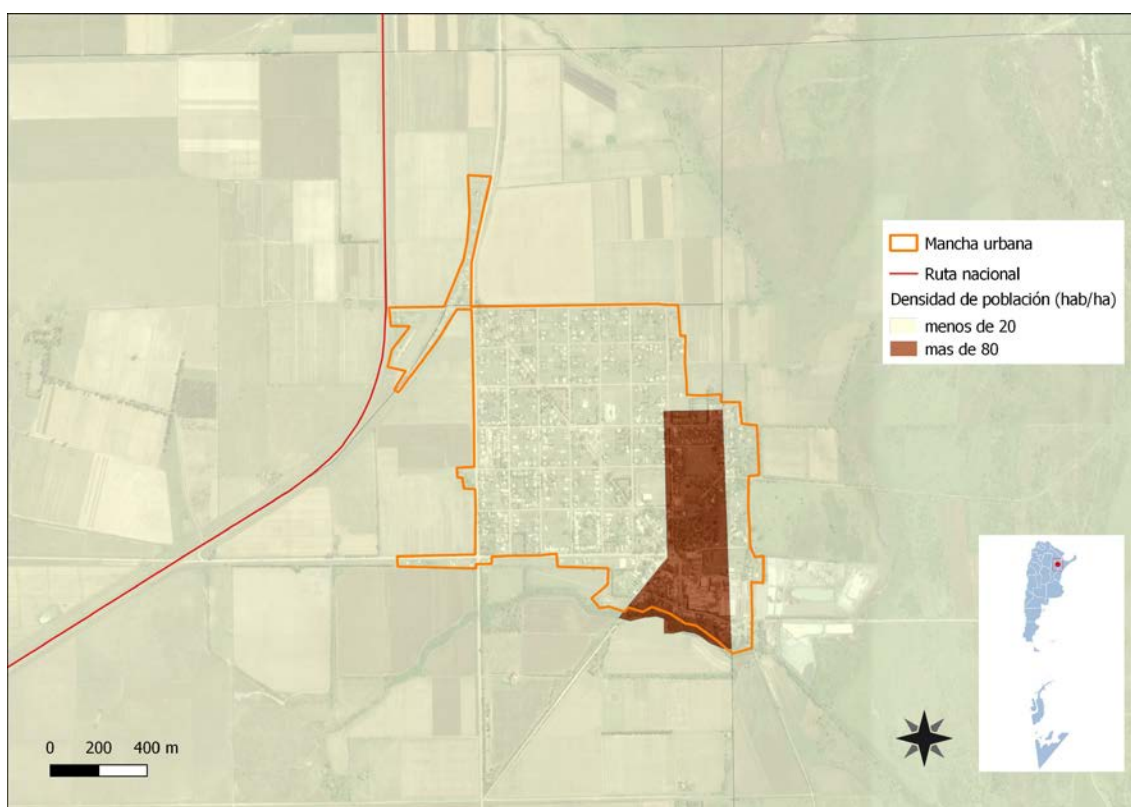 Mancha urbana
Ruta nacional
Densidad de población (hab/ha)
menos de 20
mas de 80
0 200 400 m